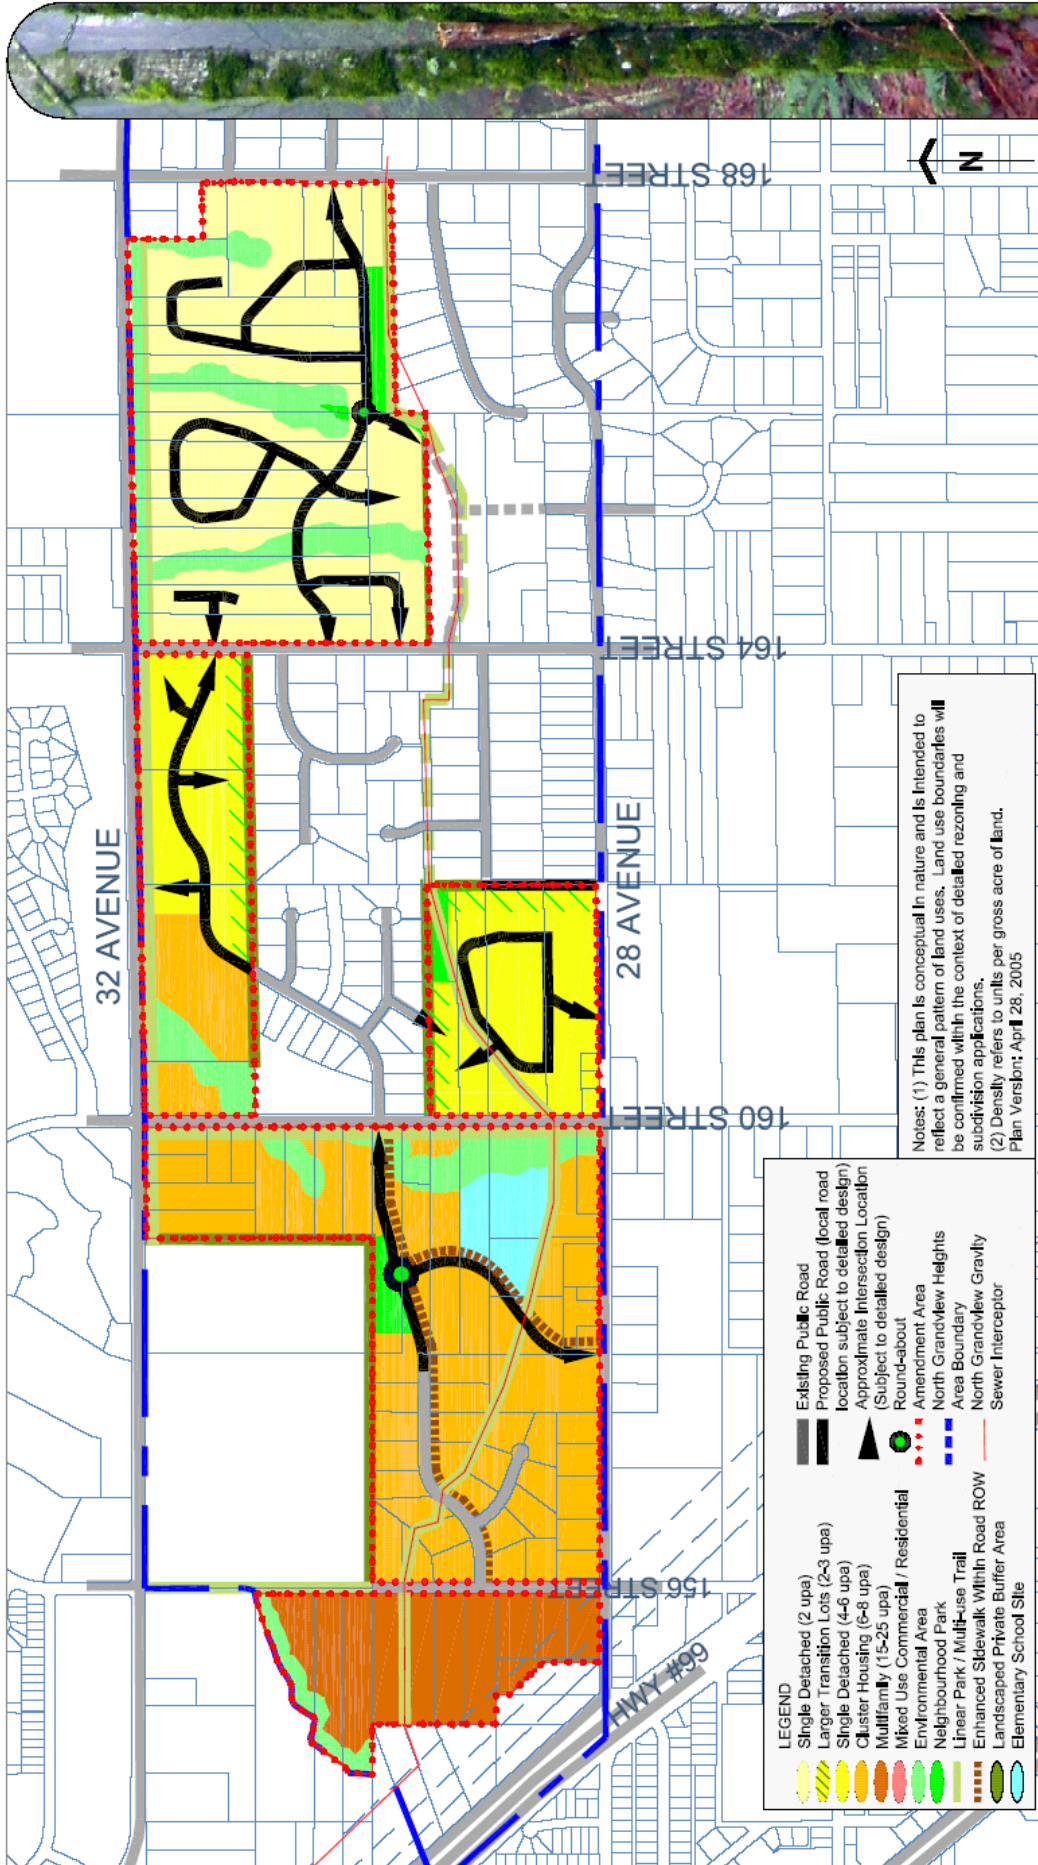 32 AVENUE
28 AVENUE
168 STREET
164 STREET
160 STREET
156 STREET
HWY #99
N
LEGEND
Single Detached (2 upa)
Larger Transition Lots (2-3 upa)
Single Detached (4-6 upa)
Cluster Housing (6-8 upa)
Multifamily (15-25 upa)
Mixed Use Commercial / Residential
Environmental Area
Neighbourhood Park
Linear Park / Multi-use Trail
Enhanced Sidewalk Within Road ROW
Landscaped Private Buffer Area
Elementary School Site
Existing Public Road
Proposed Public Road (local road
location subject to detailed design)
Approximate Intersection Location
(Subject to detailed design)
Round-about
Amendment Area
North Grandview Heights
Area Boundary
North Grandview Gravity
Sewer Interceptor
Notes: (1) This plan is conceptual in nature and is intended to
reflect a general pattern of land uses. Land use boundaries will
be confirmed within the context of detailed rezoning and
subdivision applications.
(2) Density refers to units per gross acre of land.
Plan Version: April 28, 2005